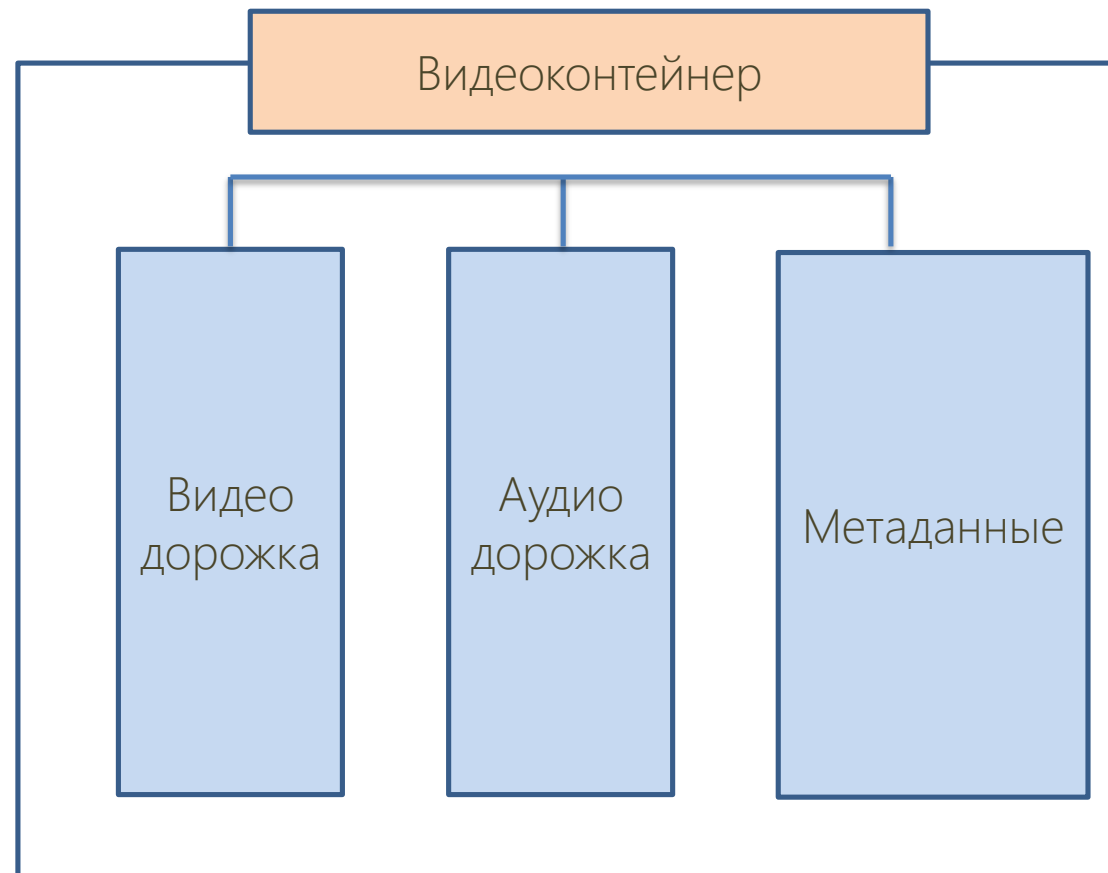 Видеоконтейнер
Видео
дорожка
Аудио
дорожка
Метаданные